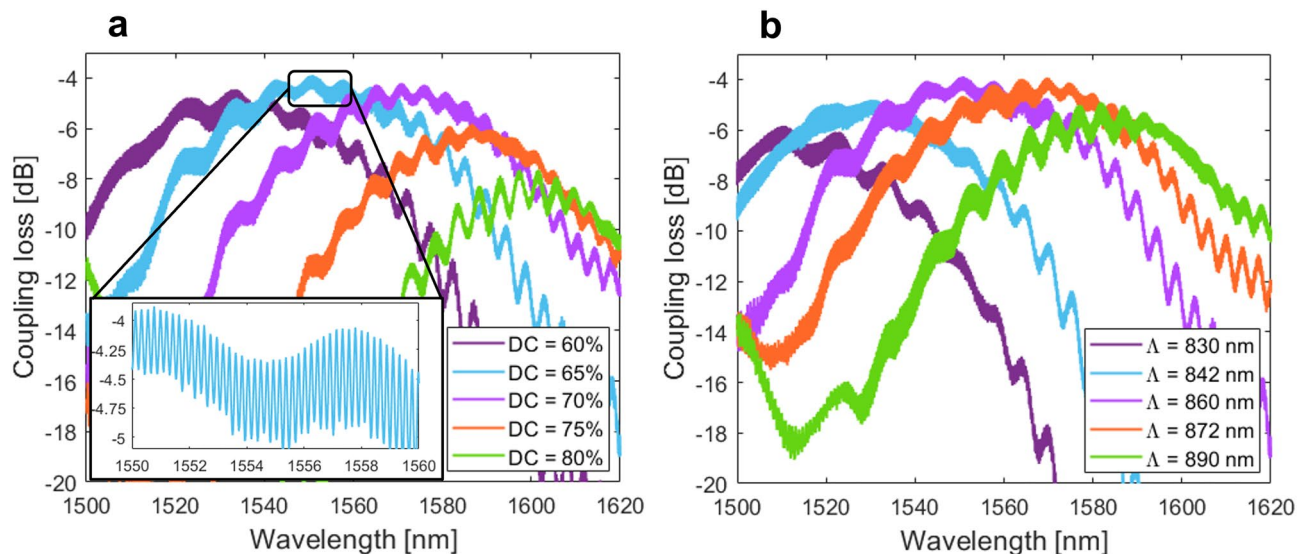 a
Coupling loss [dB]
-4
-6
-8
-10
-12
-14
-16
-18
-20
1500 1520 1540 1560 1580 1600 1620
Wavelength [nm]
-4
-4.25
-4.5
-4.75
-5
1550 1552 1554 1556 1558 1560
DC = 60%
DC = 65%
DC = 70%
DC = 75%
DC = 80%
b
Coupling loss [dB]
-4
-6
-8
-10
-12
-14
-16
-18
-20
1500 1520 1540 1560 1580 1600 1620
Wavelength [nm]
Λ = 830 nm
Λ = 842 nm
Λ = 860 nm
Λ = 872 nm
Λ = 890 nm